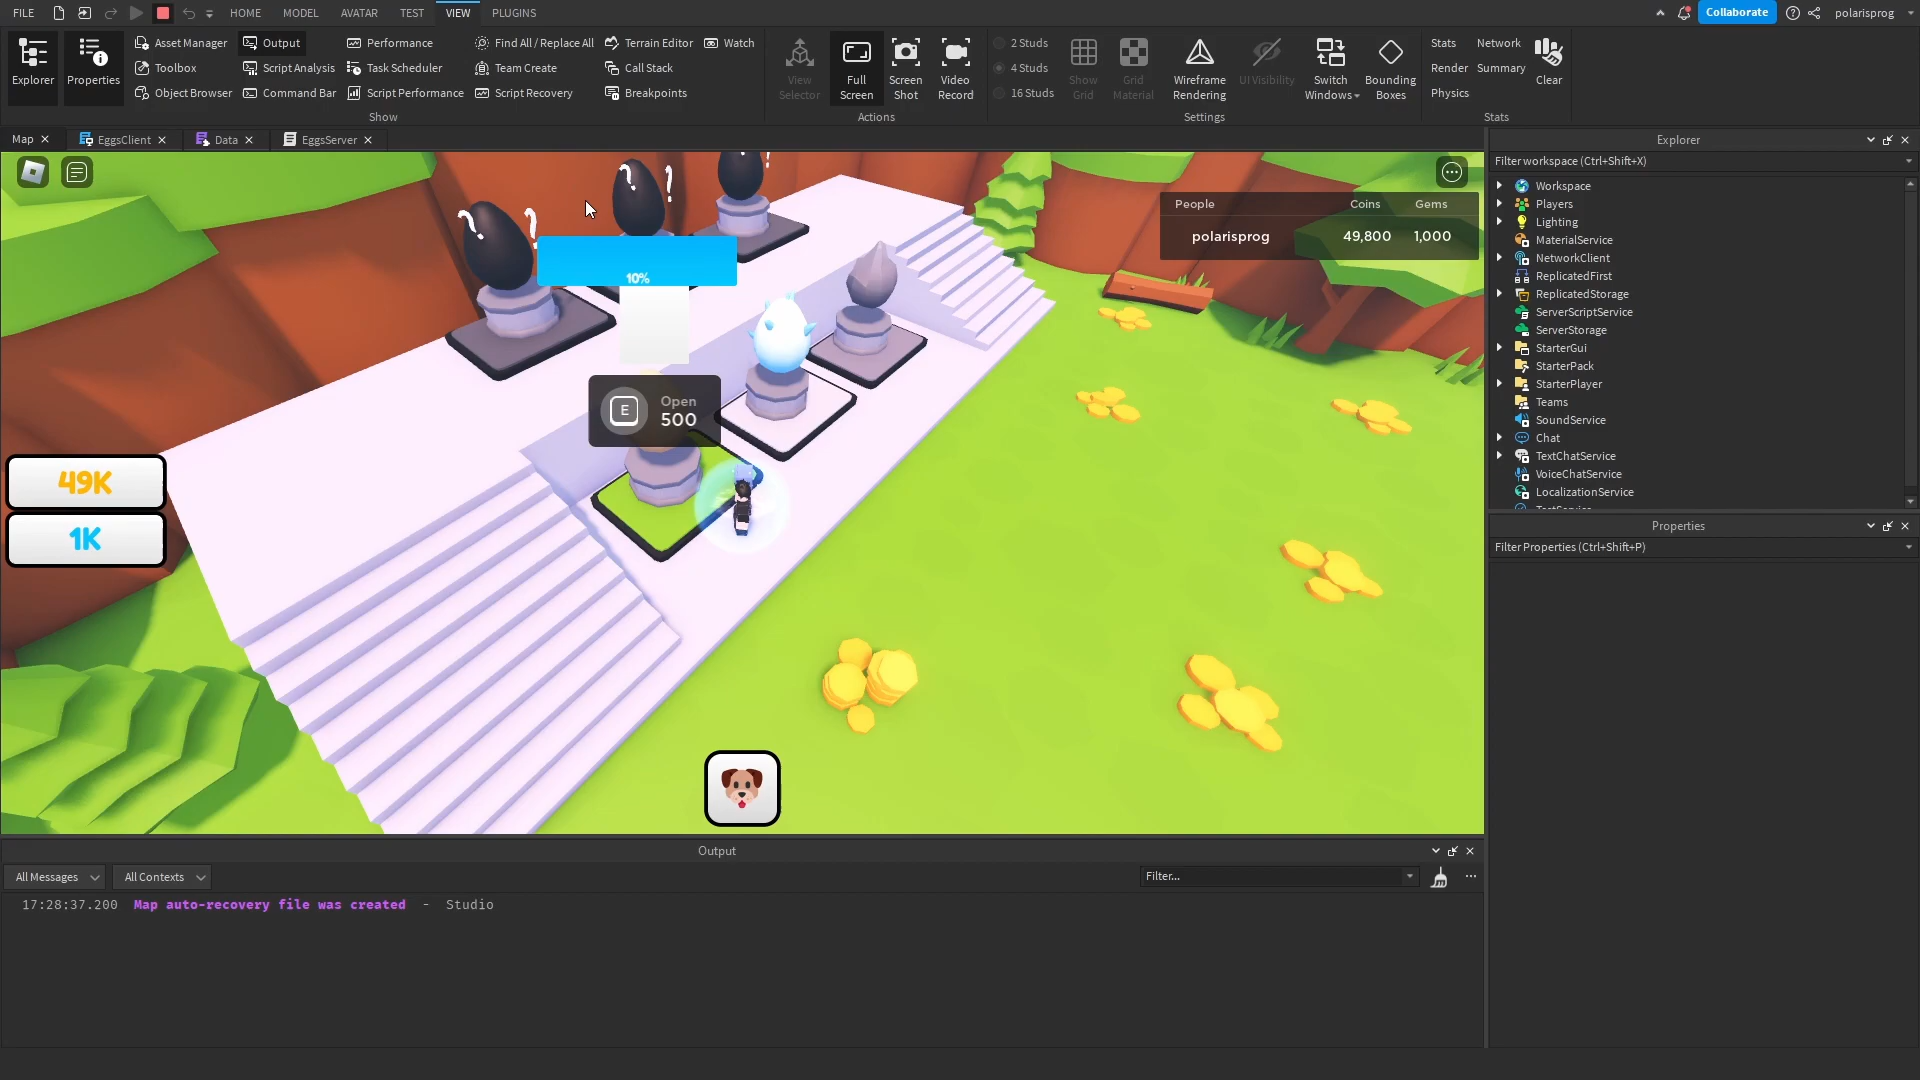 FILE HOME MODEL AVATAR TEST VIEW PLUGINS Collaborate polarisprog
Explorer
Properties
Asset Manager
Toolbox
Object Browser
Output
Script Analysis
Command Bar
Performance
Task Scheduler
Script Performance
Find All / Replace All
Team Create
Script Recovery
Terrain Editor
Call Stack
Breakpoints
Watch
Show
View
Selector
Full
Screen
Screen
Shot
Video
Record
Actions
2 Studs
4 Studs
16 Studs
Show
Grid
Grid
Material
Wireframe
Rendering
UI Visibility
Switch
Windows
Bounding
Boxes
Settings
Stats
Network
Render
Summary
Physics
Clear
Stats
Map EggsClient Data EggsServer
? ! ? ! !
People Coins Gems
polarisprog 49,800 1,000
10%
E
Open
500
49K
1K
Explorer
Filter workspace (Ctrl+Shift+X)
Workspace
Players
Lighting
MaterialService
NetworkClient
ReplicatedFirst
ReplicatedStorage
ServerScriptService
ServerStorage
StarterGui
StarterPack
StarterPlayer
Teams
SoundService
Chat
TextChatService
VoiceChatService
LocalizationService
TestService
Properties
Filter Properties (Ctrl+Shift+P)
Output
All Messages All Contexts Filter...
17:28:37.200 Map auto-recovery file was created - Studio